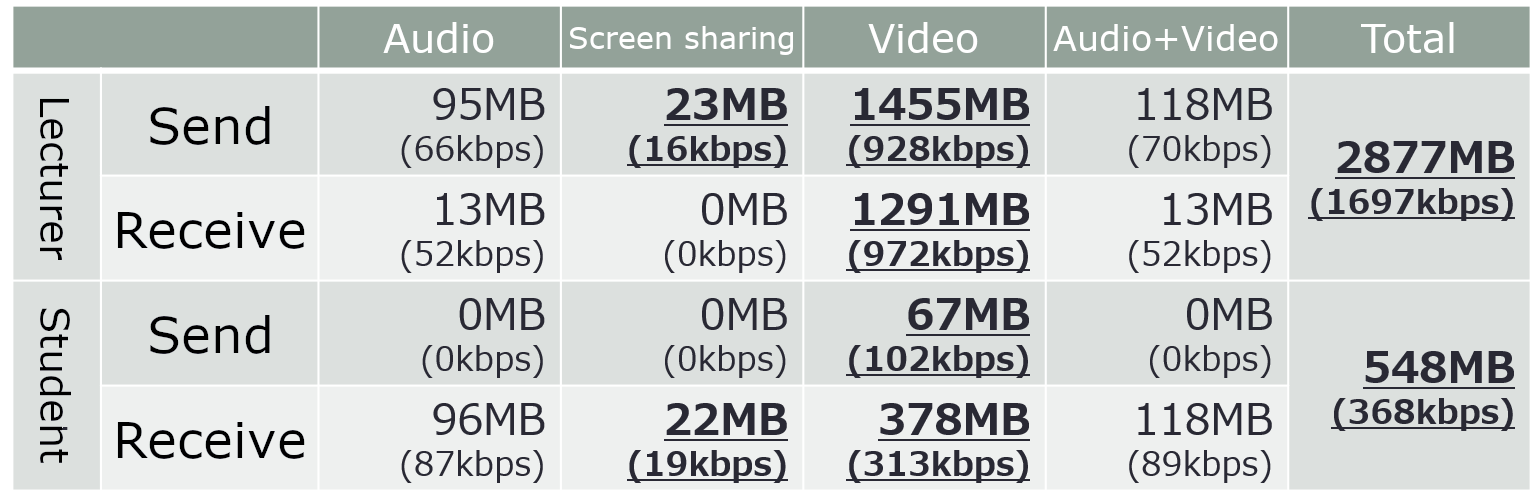 Audio
Screen sharing
Video
Audio+Video
Total
Lecturer
Send
95MB
(66kbps)
23MB
(16kbps)
1455MB
(928kbps)
118MB
(70kbps)
2877MB
(1697kbps)
Receive
13MB
(52kbps)
0MB
(0kbps)
1291MB
(972kbps)
13MB
(52kbps)
Student
Send
0MB
(0kbps)
0MB
(0kbps)
67MB
(102kbps)
0MB
(0kbps)
548MB
(368kbps)
Receive
96MB
(87kbps)
22MB
(19kbps)
378MB
(313kbps)
118MB
(89kbps)